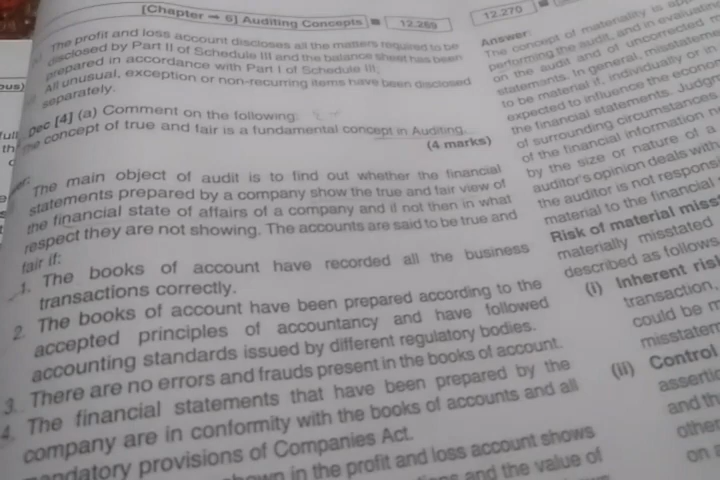 [Chapter ➡ 6] Auditing Concepts
12.269
The profit and loss account discloses all the matters required to be
disclosed by Part II of Schedule III and the balance sheet has been
prepared in accordance with Part I of Schedule III.
All unusual, exception or non-recurring items have been disclosed
separately.
Dec [4] (a) Comment on the following:
The concept of true and fair is a fundamental concept in Auditing.
(4 marks)
The main object of audit is to find out whether the financial
statements prepared by a company show the true and fair view of
the financial state of affairs of a company and if not then in what
respect they are not showing. The accounts are said to be true and
fair if:
1. The books of account have recorded all the business
transactions correctly.
2. The books of account have been prepared according to the
accepted principles of accountancy and have followed
accounting standards issued by different regulatory bodies.
3. There are no errors and frauds present in the books of account.
4. The financial statements that have been prepared by the
company are in conformity with the books of accounts and all
provisions of Companies Act.
in the profit and loss account shows
and the value of
12.270
Answer:
The concept of materiality is
performing the audit, and in
on the audit and of uncorrected
statements. In general,
to be material if, individually or in
expected to influence the
the financial statements.
of surrounding circumstances,
of the financial information
by the size or nature of a
auditor's opinion deals with
the auditor is not
material to the financial
Risk of material
materially misstated
described as follows
(i) Inherent
transaction,
could be
(ii) Control
and
other
on